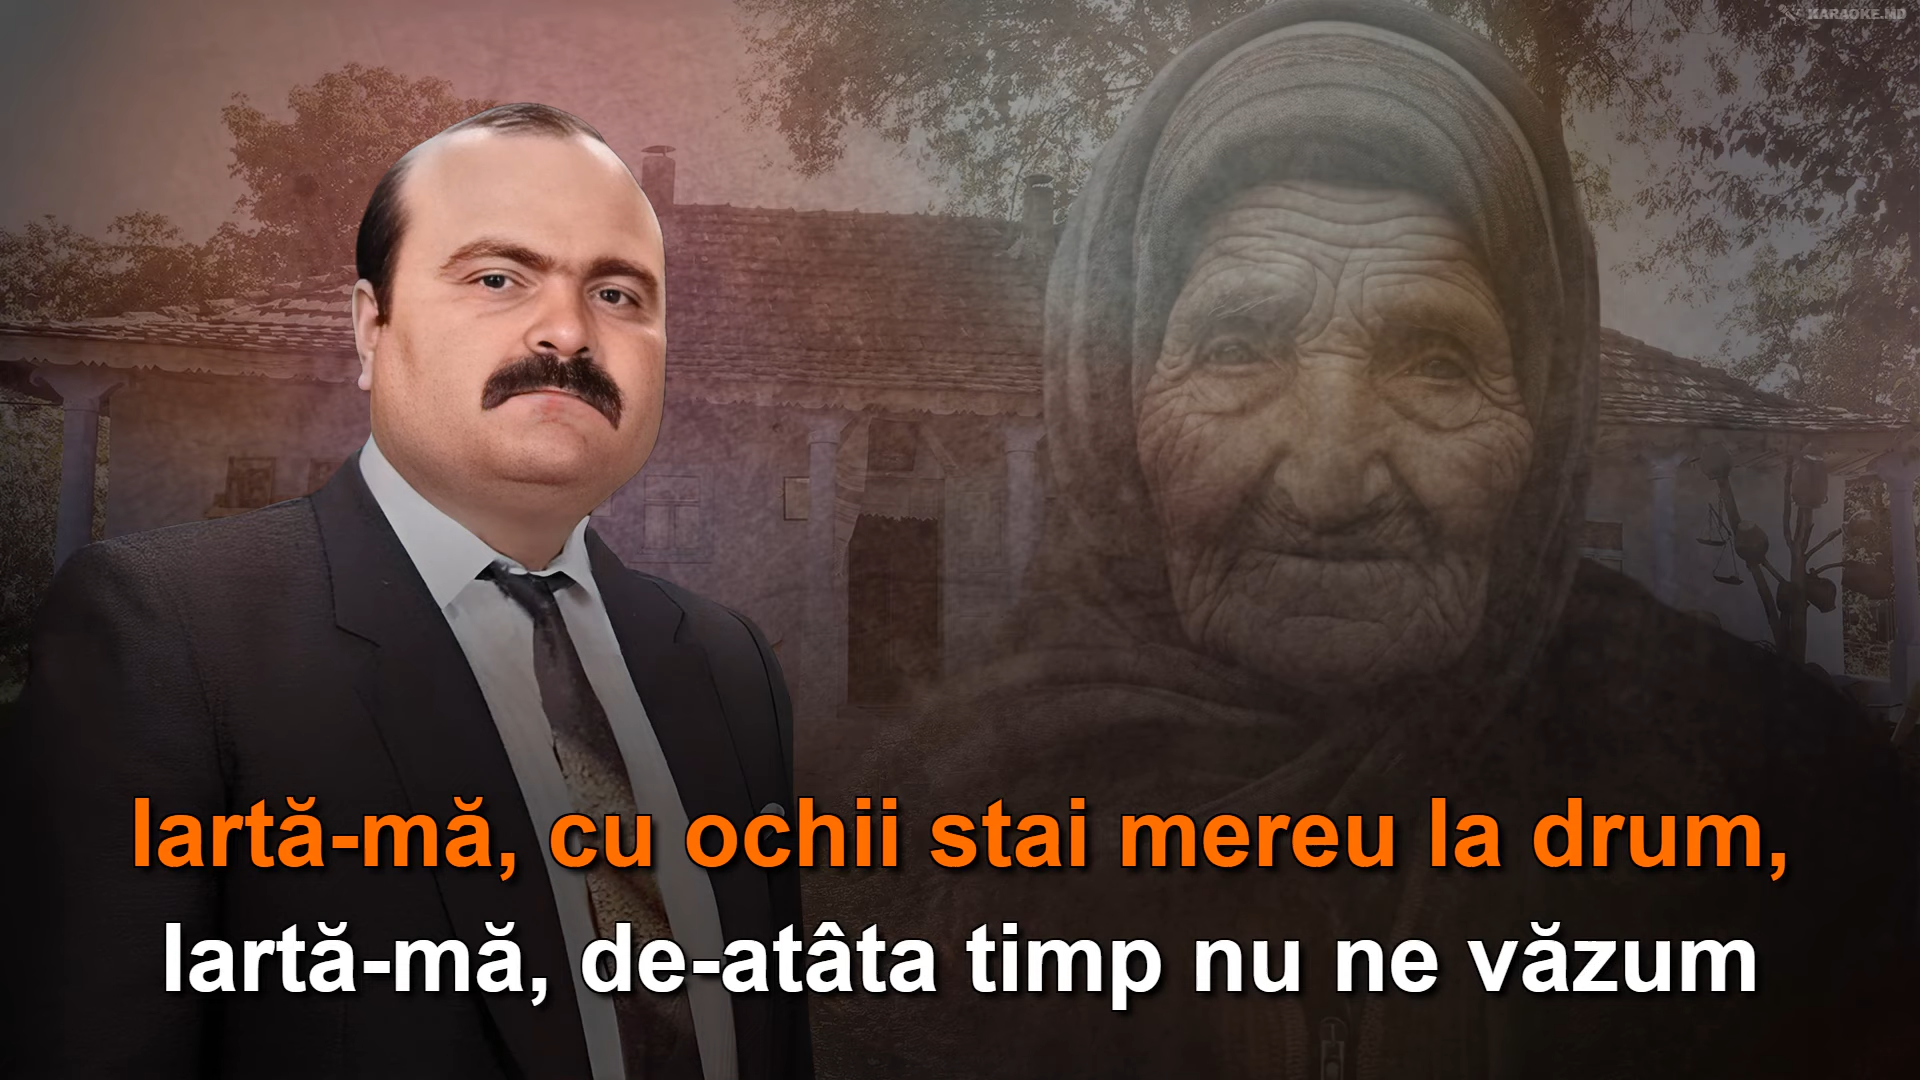 KARAOKE.MD
Iartă-mă, cu ochii stai mereu la drum,
Iartă-mă, de-atâta timp nu ne văzum